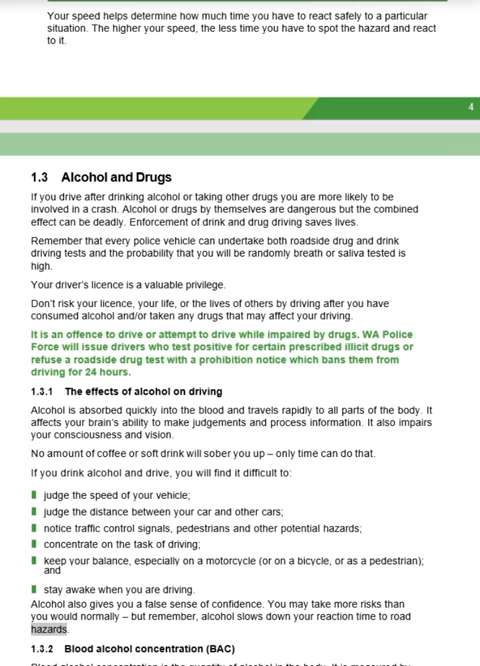 Your speed helps determine how much time you have to react safely to a particular
situation. The higher your speed, the less time you have to spot the hazard and react
to it.
4
1.3 Alcohol and Drugs
If you drive after drinking alcohol or taking other drugs you are more likely to be
involved in a crash. Alcohol or drugs by themselves are dangerous but the combined
effect can be deadly. Enforcement of drink and drug driving saves lives.
Remember that every police vehicle can undertake both roadside drug and drink
driving tests and the probability that you will be randomly breath or saliva tested is
high.
Your driver's licence is a valuable privilege.
Don't risk your licence, your life, or the lives of others by driving after you have
consumed alcohol and/or taken any drugs that may affect your driving.
It is an offence to drive or attempt to drive while impaired by drugs. WA Police
Force will issue drivers who test positive for certain prescribed illicit drugs or
refuse a roadside drug test with a prohibition notice which bans them from
driving for 24 hours.
1.3.1 The effects of alcohol on driving
Alcohol is absorbed quickly into the blood and travels rapidly to all parts of the body. It
affects your brain's ability to make judgements and process information. It also impairs
your consciousness and vision.
No amount of coffee or soft drink will sober you up – only time can do that.
If you drink alcohol and drive, you will find it difficult to:
judge the speed of your vehicle;
judge the distance between your car and other cars;
notice traffic control signals, pedestrians and other potential hazards;
concentrate on the task of driving;
keep your balance, especially on a motorcycle (or on a bicycle, or as a pedestrian);
and
stay awake when you are driving.
Alcohol also gives you a false sense of confidence. You may take more risks than
you would normally – but remember, alcohol slows down your reaction time to road
hazards.
1.3.2 Blood alcohol concentration (BAC)
Blood alcohol concentration is the quantity of alcohol in the body. It is measured by